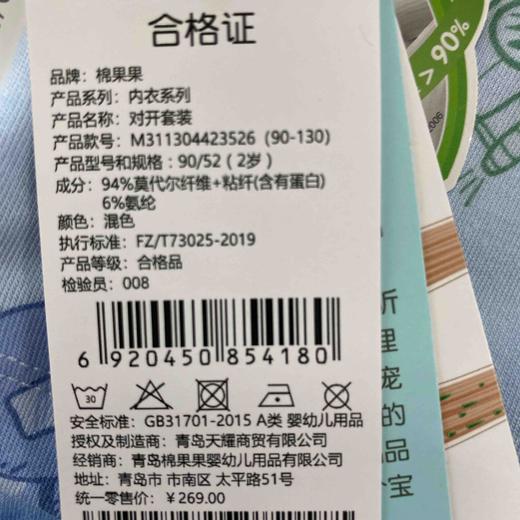 合格证
品牌：棉果果
产品系列：内衣系列
产品名称：对开套装
产品款号：M311304423526（90-130）
产品型号和规格：90/52（2岁）
成分：94%莫代尔纤维+粘纤(含有蛋白)
6%氨纶
颜色：混色
执行标准：FZ/T73025-2019
产品等级：合格品
检验员：008
6 920450 854180
30
安全标准：GB31701-2015 A类 婴幼儿用品
授权及制造商：青岛天耀商贸有限公司
经销商：青岛棉果果婴幼儿用品有限公司
地址：青岛市 市南区 太平路51号
统一零售价：¥269.00
> 90%
2006
所
里
宠
的
品
宝